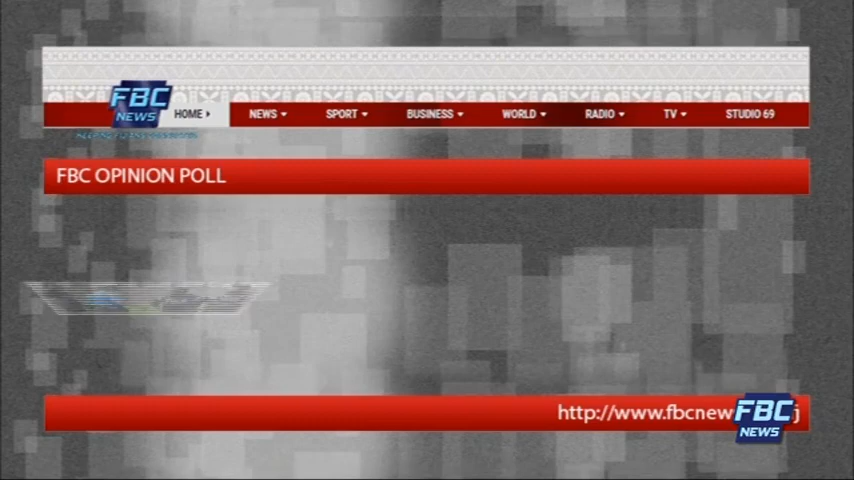 FBC
NEWS
HOME NEWS SPORT BUSINESS WORLD RADIO TV STUDIO 69
FBC OPINION POLL
http://www.fbcnew j
FBC
NEWS